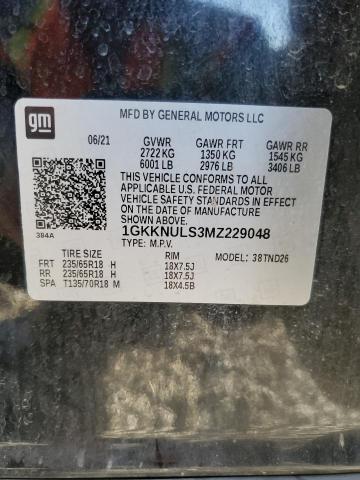 gm
MFD BY GENERAL MOTORS LLC
06/21 GVWR GAWR FRT GAWR RR
2722 KG 1350 KG 1545 KG
6001 LB 2976 LB 3406 LB
THIS VEHICLE CONFORMS TO ALL
APPLICABLE U.S. FEDERAL MOTOR
VEHICLE SAFETY STANDARDS IN EFFECT
ON THE DATE OF MANUFACTURE
SHOWN ABOVE.
384A
1GKKNULS3MZ229048
TYPE: M.P.V.
TIRE SIZE RIM MODEL: 38TND26
FRT 235/65R18 H 18X7.5J
RR 235/65R18 H 18X7.5J
SPA T135/70R18 M 18X4.5B